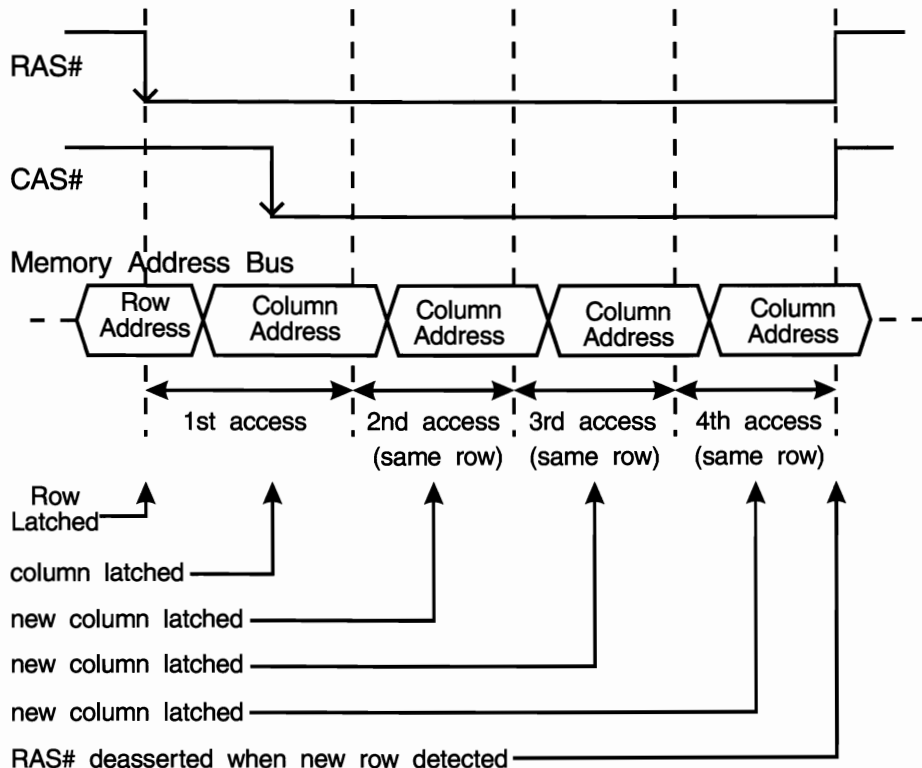 RAS#
CAS#
Memory Address Bus
Row Address
Column Address
Column Address
Column Address
Column Address
1st access
2nd access
(same row)
3rd access
(same row)
4th access
(same row)
Row
Latched
column latched
new column latched
new column latched
new column latched
RAS# deasserted when new row detected